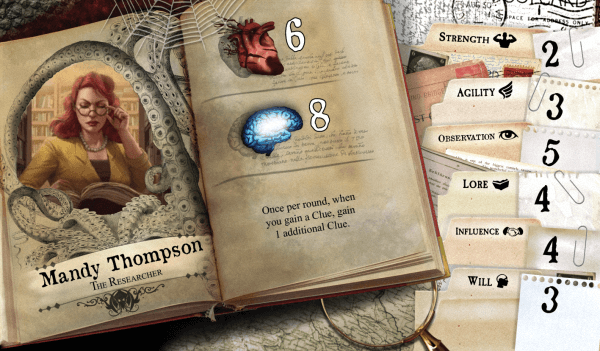 6
8
Once per round, when
you gain a Clue, gain
1 additional Clue.
Mandy Thompson
The Researcher
Strength 2
Agility 3
Observation 5
Lore 4
Influence 4
Will 3